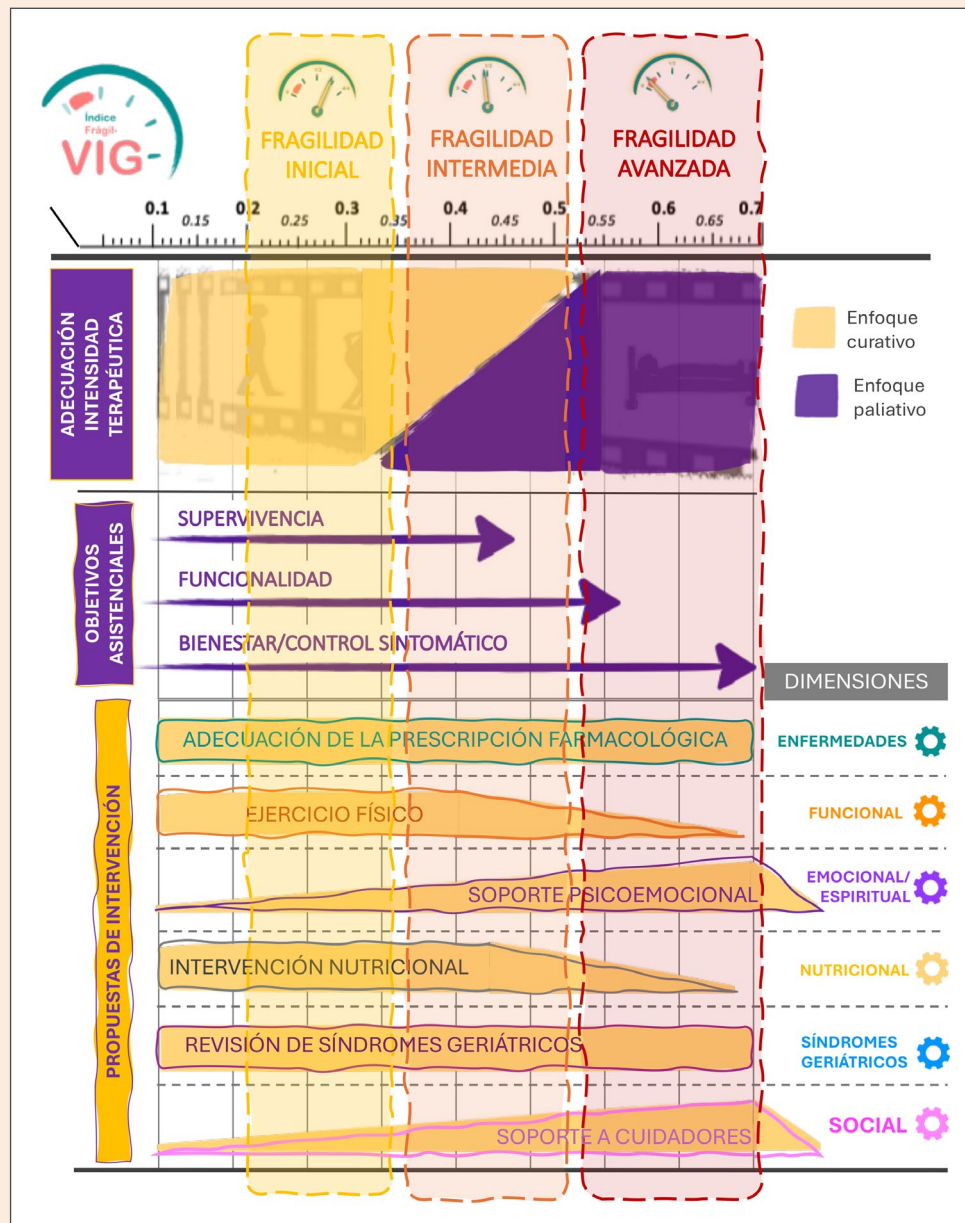 Índice
Frágil-
VIG-
FRAGILIDAD
INICIAL
FRAGILIDAD
INTERMEDIA
FRAGILIDAD
AVANZADA
0.1
0.15
0.2
0.25
0.3
0.35
0.4
0.45
0.5
0.55
0.6
0.65
0.7
ADECUACIÓN
INTENSIDAD
TERAPÉUTICA
Enfoque
curativo
Enfoque
paliativo
OBJETIVOS
ASISTENCIALES
SUPERVIVENCIA
FUNCIONALIDAD
BIENESTAR/CONTROL SINTOMÁTICO
DIMENSIONES
PROPUESTAS DE INTERVENCIÓN
ADECUACIÓN DE LA PRESCRIPCIÓN FARMACOLÓGICA
ENFERMEDADES
EJERCICIO FÍSICO
FUNCIONAL
SOPORTE PSICOEMOCIONAL
EMOCIONAL/
ESPIRITUAL
INTERVENCIÓN NUTRICIONAL
NUTRICIONAL
REVISIÓN DE SÍNDROMES GERIÁTRICOS
SÍNDROMES
GERIÁTRICOS
SOPORTE A CUIDADORES
SOCIAL